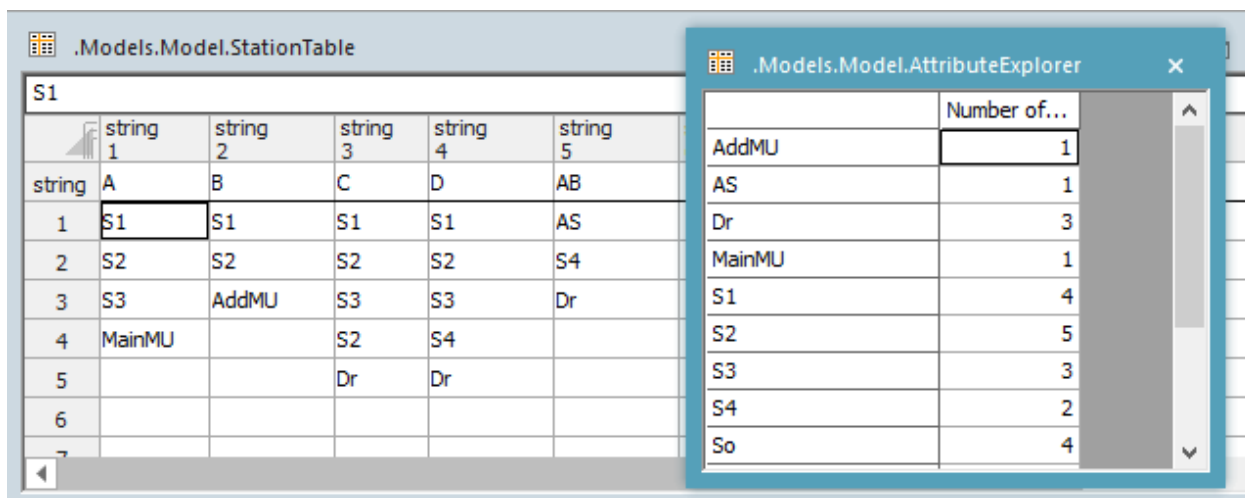 .Models.Model.StationTable
S1
string string string string string
1 2 3 4 5
string A B C D AB
1 S1 S1 S1 S1 AS
2 S2 S2 S2 S2 S4
3 S3 AddMU S3 S3 Dr
4 MainMU S2 S4
5 Dr Dr
6
.Models.Model.AttributeExplorer ×
Number of...
AddMU 1
AS 1
Dr 3
MainMU 1
S1 4
S2 5
S3 3
S4 2
So 4